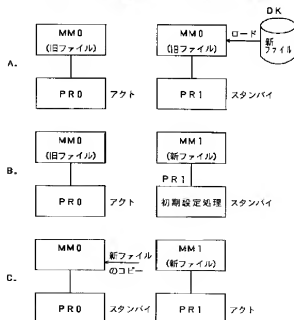 DK
MM0
(旧ファイル)
MM0
(旧ファイル)
ロード
新
ファイル
A.
PR0
アクト
PR1
スタンバイ
MM0
(旧ファイル)
MM1
(新ファイル)
B.
PR1
PR0
アクト
初期設定処理
スタンバイ
MM0
新ファイル
のコピー
MM1
(新ファイル)
C.
PR0
スタンバイ
PR1
アクト